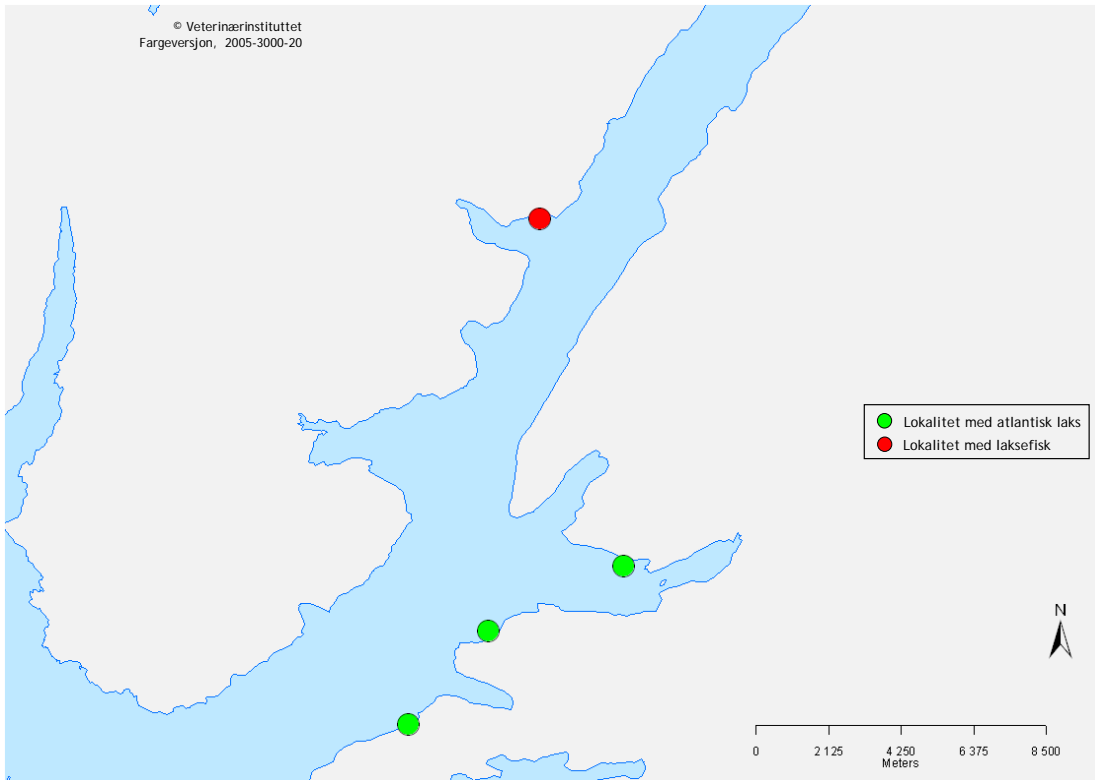 © Veterinærinstituttet
Fargeversjon, 2005-3000-20
Lokalitet med atlantisk laks
Lokalitet med laksefisk
N
0 2 125 4 250 6 375 8 500
Meters